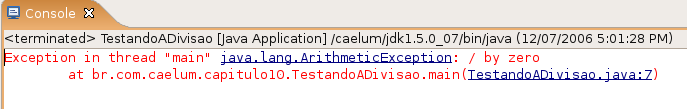 Console
<terminated> TestandoADivisao [Java Application] /caelum/jdk1.5.0_07/bin/java (12/07/2006 5:01:28 PM)
Exception in thread "main" java.lang.ArithmeticException: / by zero
at br.com.caelum.capitulo10.TestandoADivisao.main(TestandoADivisao.java:7)